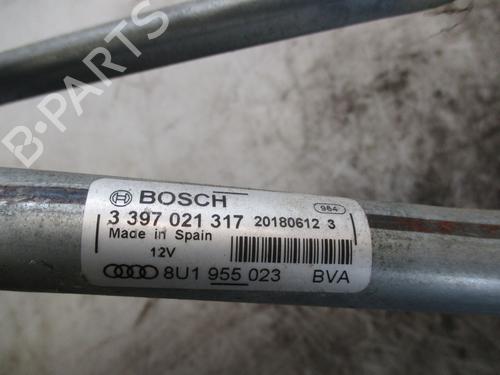 B-Parts
BOSCH 984
3 397 021 317 20180612 3
Made in Spain
12V
8U1 955 023 BVA